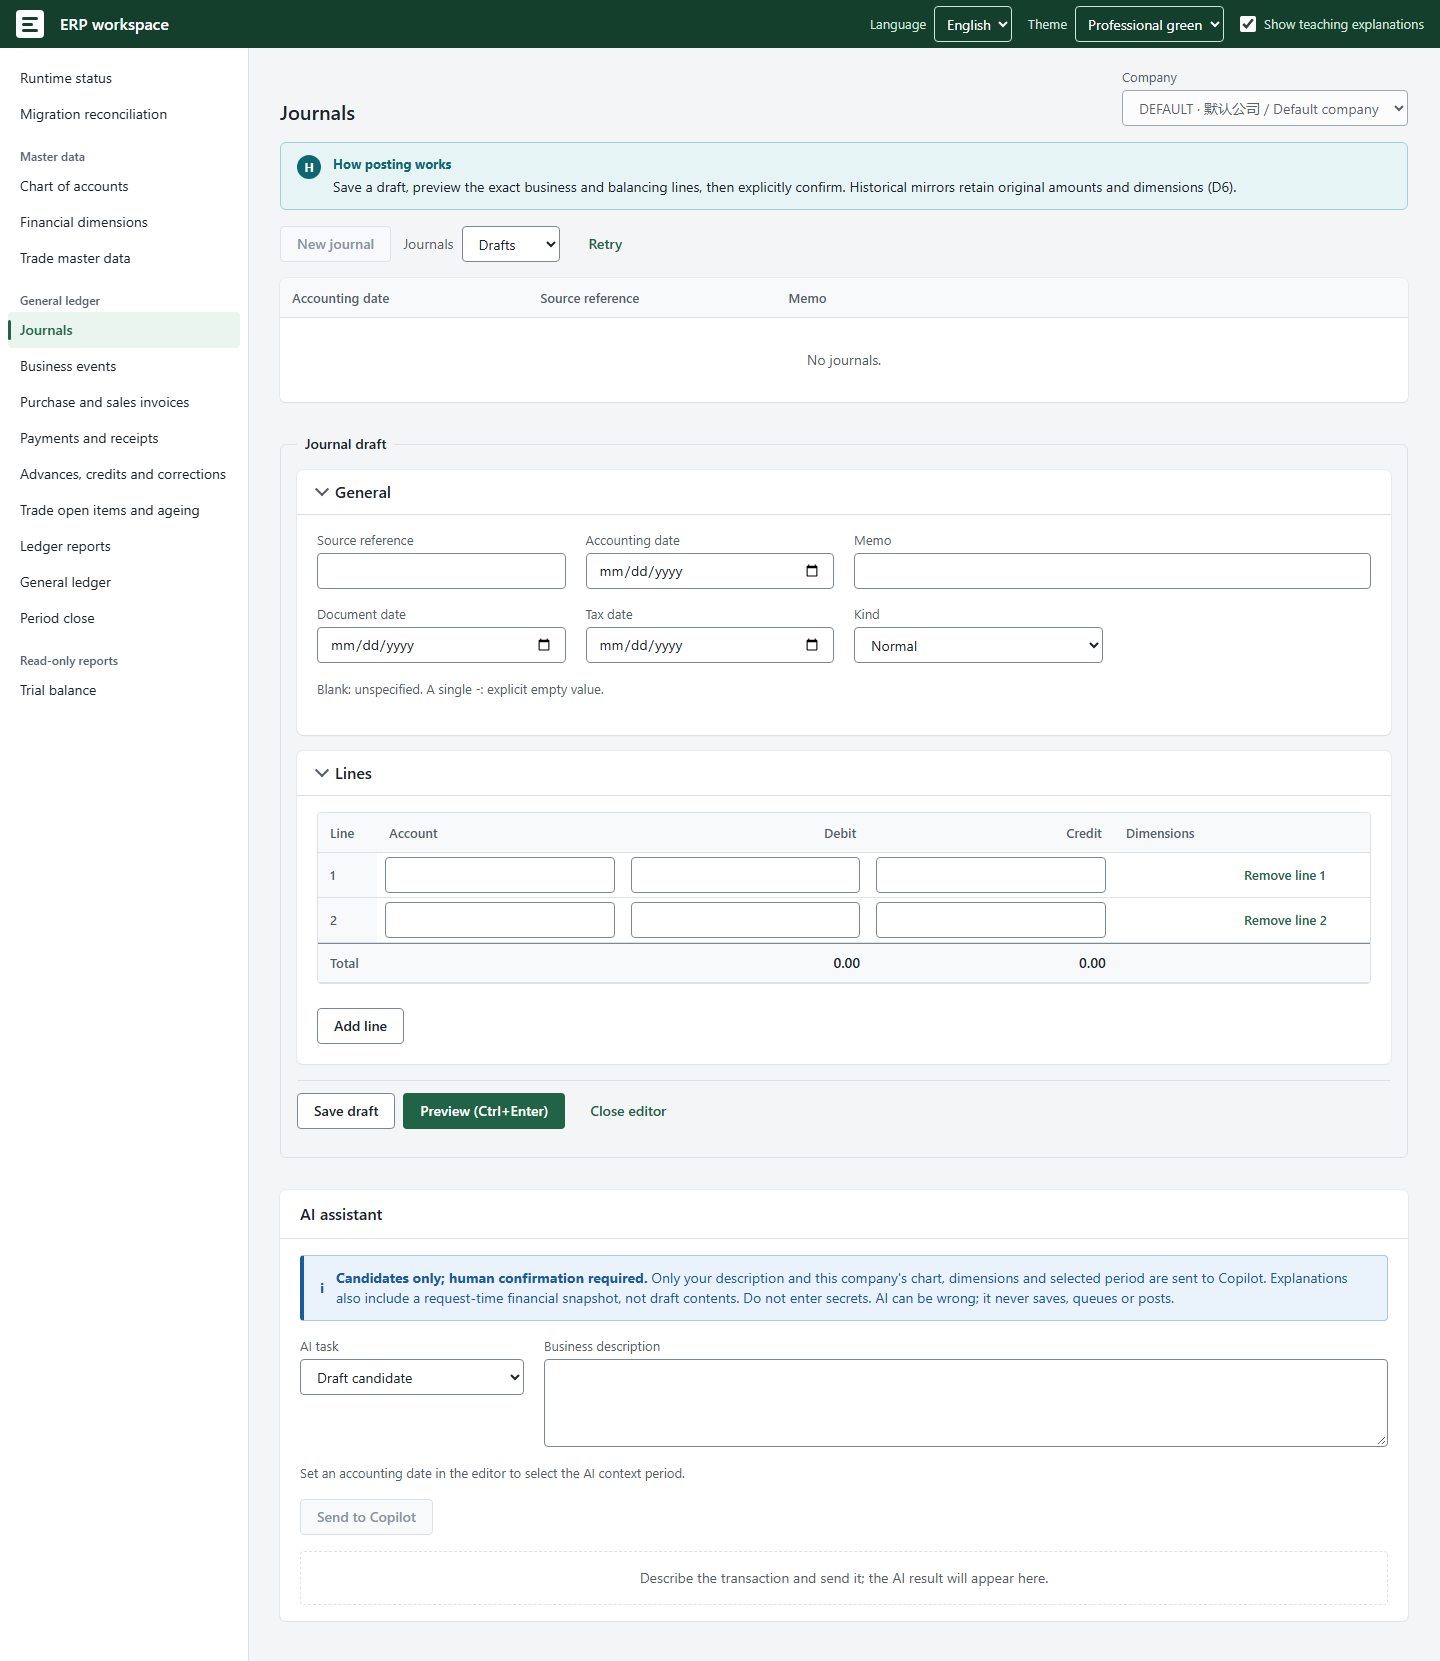 ERP workspace
Language English Theme Professional green Show teaching explanations
Runtime status
Migration reconciliation
Master data
Chart of accounts
Financial dimensions
Trade master data
General ledger
Journals
Business events
Purchase and sales invoices
Payments and receipts
Advances, credits and corrections
Trade open items and ageing
Ledger reports
General ledger
Period close
Read-only reports
Trial balance
Journals
Company
DEFAULT · 默认公司 / Default company
H How posting works
Save a draft, preview the exact business and balancing lines, then explicitly confirm. Historical mirrors retain original amounts and dimensions (D6).
New journal Journals Drafts Retry
Accounting date Source reference Memo
No journals.
Journal draft
General
Source reference Accounting date Memo
mm/dd/yyyy
Document date Tax date Kind
mm/dd/yyyy mm/dd/yyyy Normal
Blank: unspecified. A single -: explicit empty value.
Lines
Line Account Debit Credit Dimensions
1 Remove line 1
2 Remove line 2
Total 0.00 0.00
Add line
Save draft Preview (Ctrl+Enter) Close editor
AI assistant
i Candidates only; human confirmation required. Only your description and this company's chart, dimensions and selected period are sent to Copilot. Explanations
also include a request-time financial snapshot, not draft contents. Do not enter secrets. AI can be wrong; it never saves, queues or posts.
AI task Business description
Draft candidate
Set an accounting date in the editor to select the AI context period.
Send to Copilot
Describe the transaction and send it; the AI result will appear here.